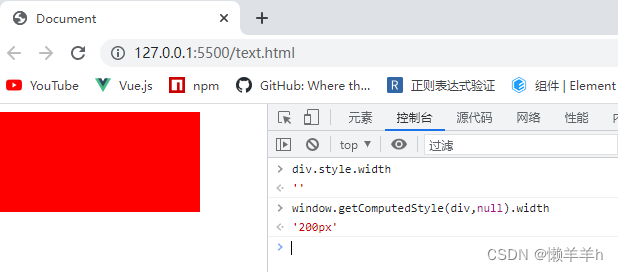 Document
127.0.0.1:5500/text.html
YouTube Vue.js npm GitHub: Where th... R 正则表达式验证 组件 | Element
元素 控制台 源代码 网络 性能
top 过滤
div.style.width
''
window.getComputedStyle(div,null).width
'200px'
CSDN @懒羊羊h